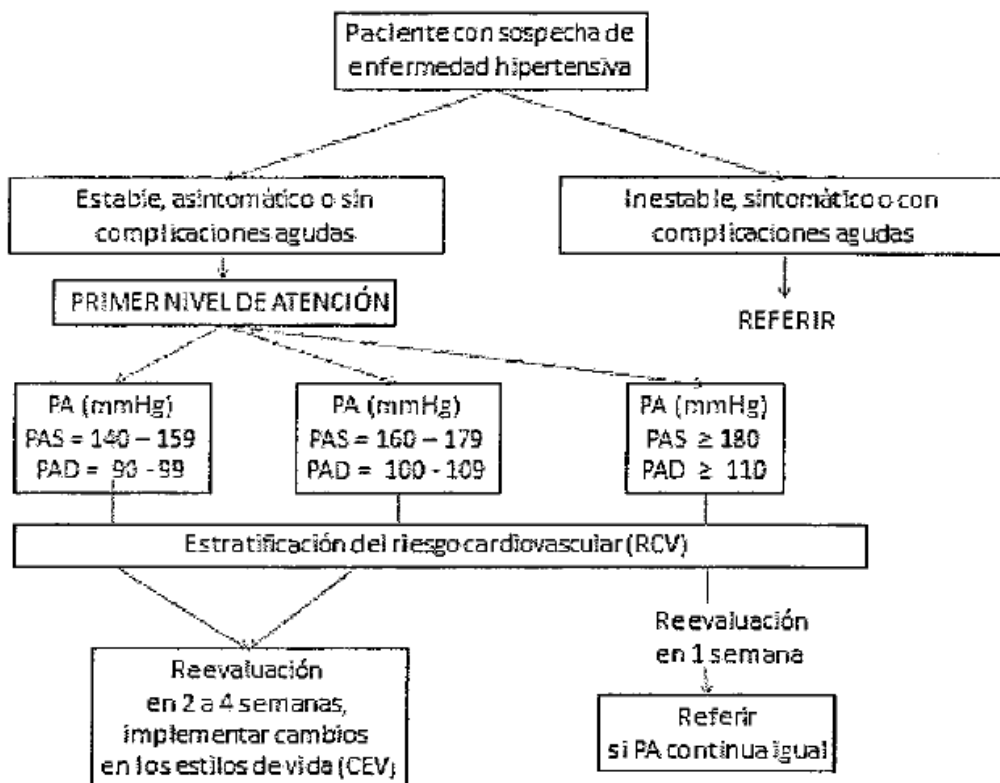 Paciente con sospecha de
enfermedad hipertensiva
Estable, asintomático o sin
complicaciones agudas.
Inestable, sintomático o con
complicaciones agudas
PRIMER NIVEL DE ATENCIÓN
REFERIR
PA (mmHg)
PAS = 140 – 159
PAD = 90 - 99
PA (mmHg)
PAS = 160 – 179
PAD = 100 - 109
PA (mmHg)
PAS ≥ 180
PAD ≥ 110
Estratificación del riesgo cardiovascular (RCV)
Reevaluación
en 2 a 4 semanas,
implementar cambios
en los estilos de vida (CEV)
Reevaluación
en 1 semana
Referir
si PA continua igual